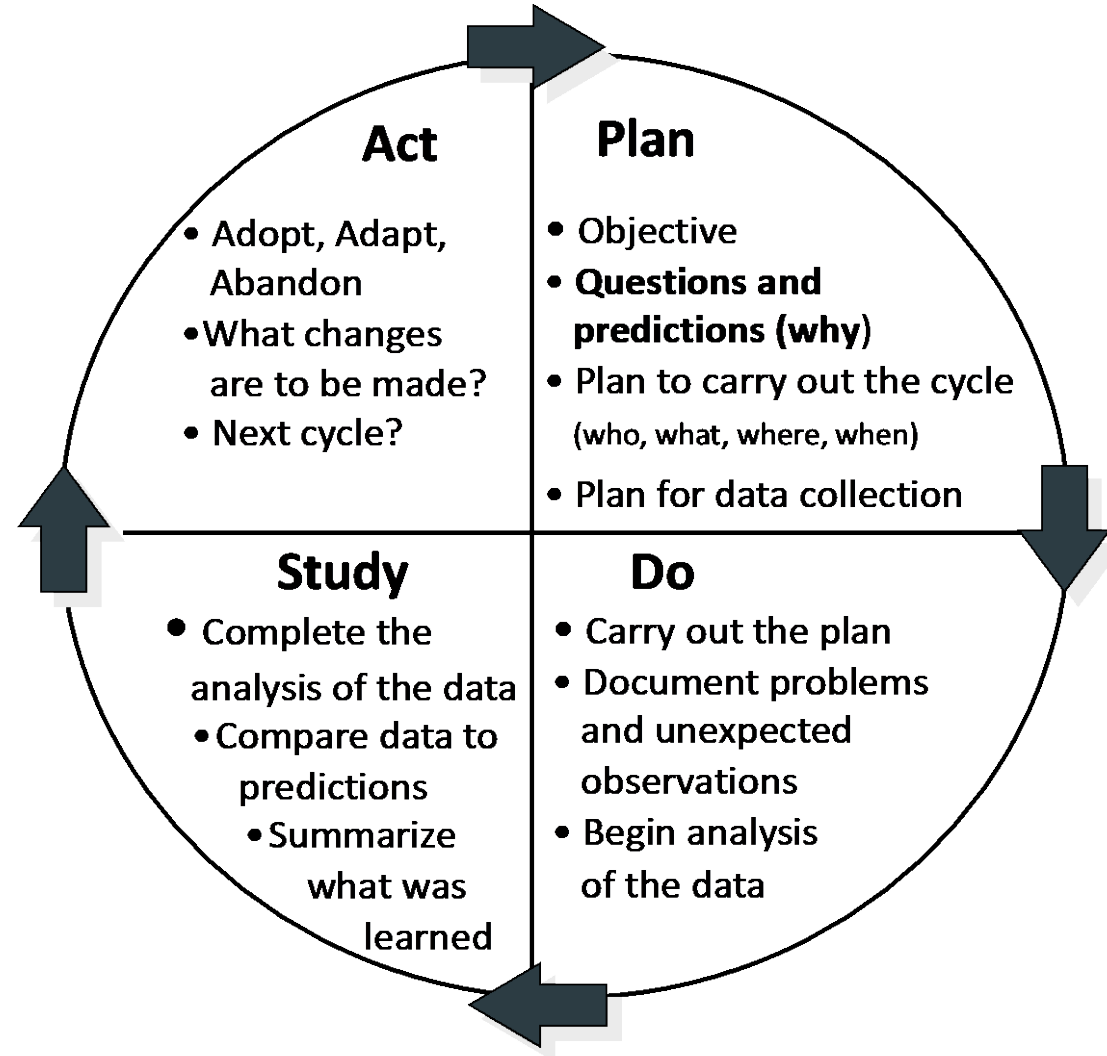 Act
• Adopt, Adapt,
Abandon
•What changes
are to be made?
• Next cycle?
Plan
• Objective
• Questions and
predictions (why)
• Plan to carry out the cycle
(who, what, where, when)
• Plan for data collection
Study
• Complete the
analysis of the data
•Compare data to
predictions
•Summarize
what was
learned
Do
• Carry out the plan
• Document problems
and unexpected
observations
• Begin analysis
of the data